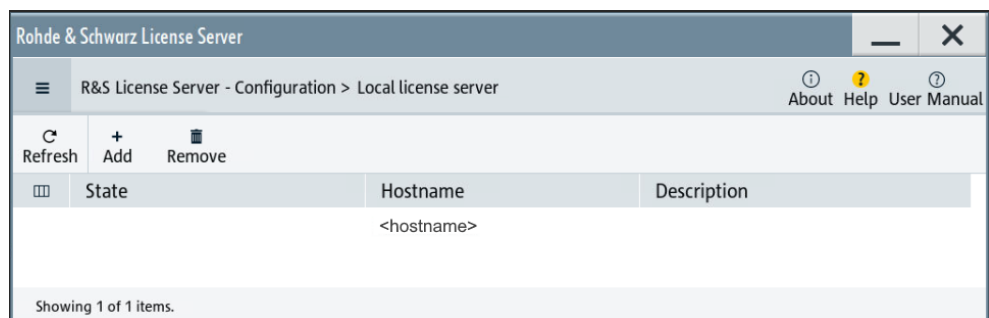 Rohde & Schwarz License Server
R&S License Server - Configuration > Local license server
About Help User Manual
Refresh Add Remove
State Hostname Description
<hostname>
Showing 1 of 1 items.